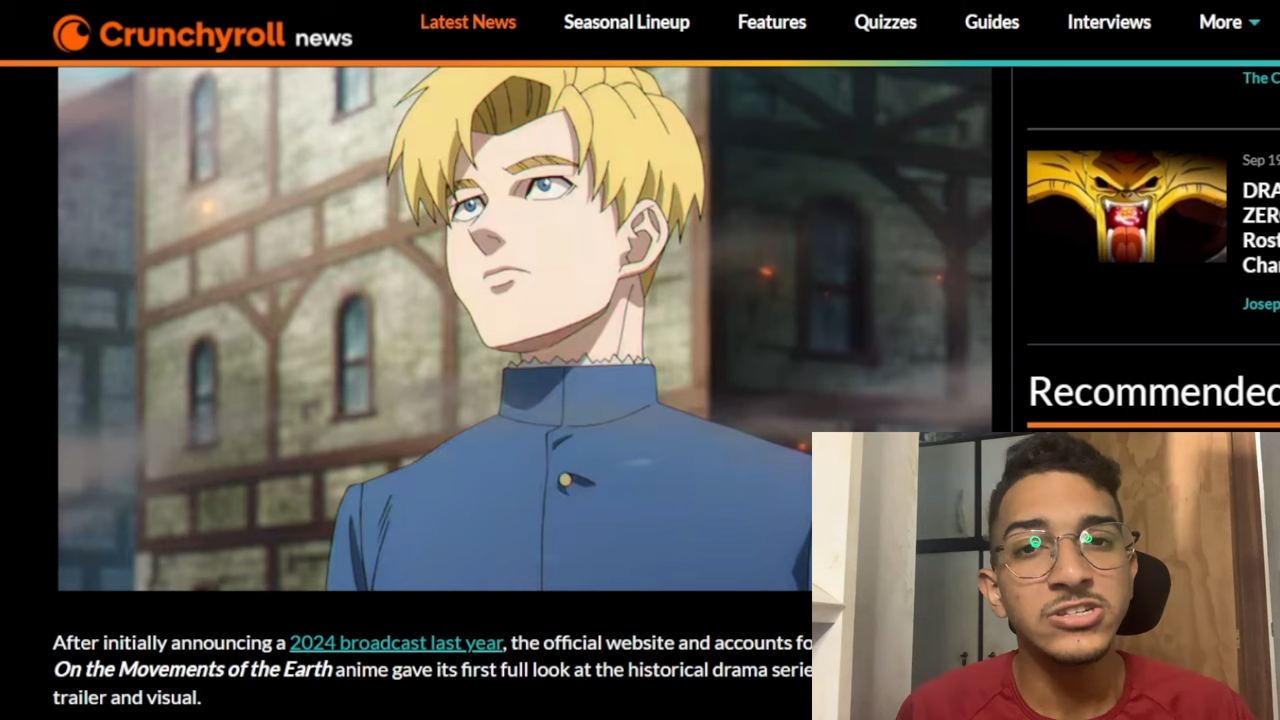 Crunchyroll news
Latest News Seasonal Lineup Features Quizzes Guides Interviews More
The C
Sep 19
DRA
ZER
Rost
Cha
Josep
Recommended
After initially announcing a 2024 broadcast last year, the official website and accounts fo
On the Movements of the Earth anime gave its first full look at the historical drama serie
trailer and visual.